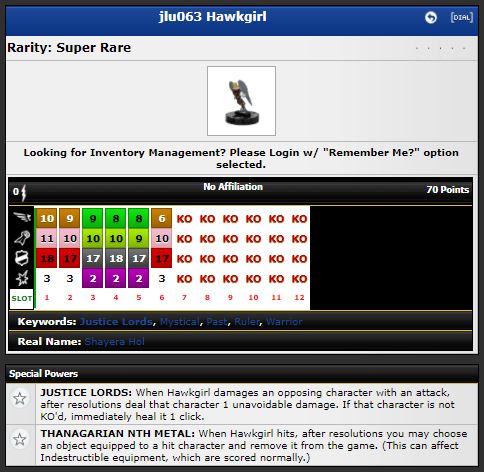 jlu063 Hawkgirl
[DIAL]
Rarity: Super Rare
Looking for Inventory Management? Please Login w/ "Remember Me?" option
selected.
0 No Affiliation 70 Points
10 9 9 8 8 6 KO KO KO KO KO KO
11 10 10 10 9 10 KO KO KO KO KO KO
18 17 17 18 17 17 KO KO KO KO KO KO
3 3 2 2 2 3 KO KO KO KO KO KO
SLOT 1 2 3 4 5 6 7 8 9 10 11 12
Keywords: Justice Lords, Mystical, Past, Ruler, Warrior
Real Name: Shayera Hol
Special Powers
JUSTICE LORDS: When Hawkgirl damages an opposing character with an attack,
after resolutions deal that character 1 unavoidable damage. If that character is not
KO'd, immediately heal it 1 click.
THANAGARIAN NTH METAL: When Hawkgirl hits, after resolutions you may choose
an object equipped to a hit character and remove it from the game. (This can affect
Indestructible equipment, which are scored normally.)